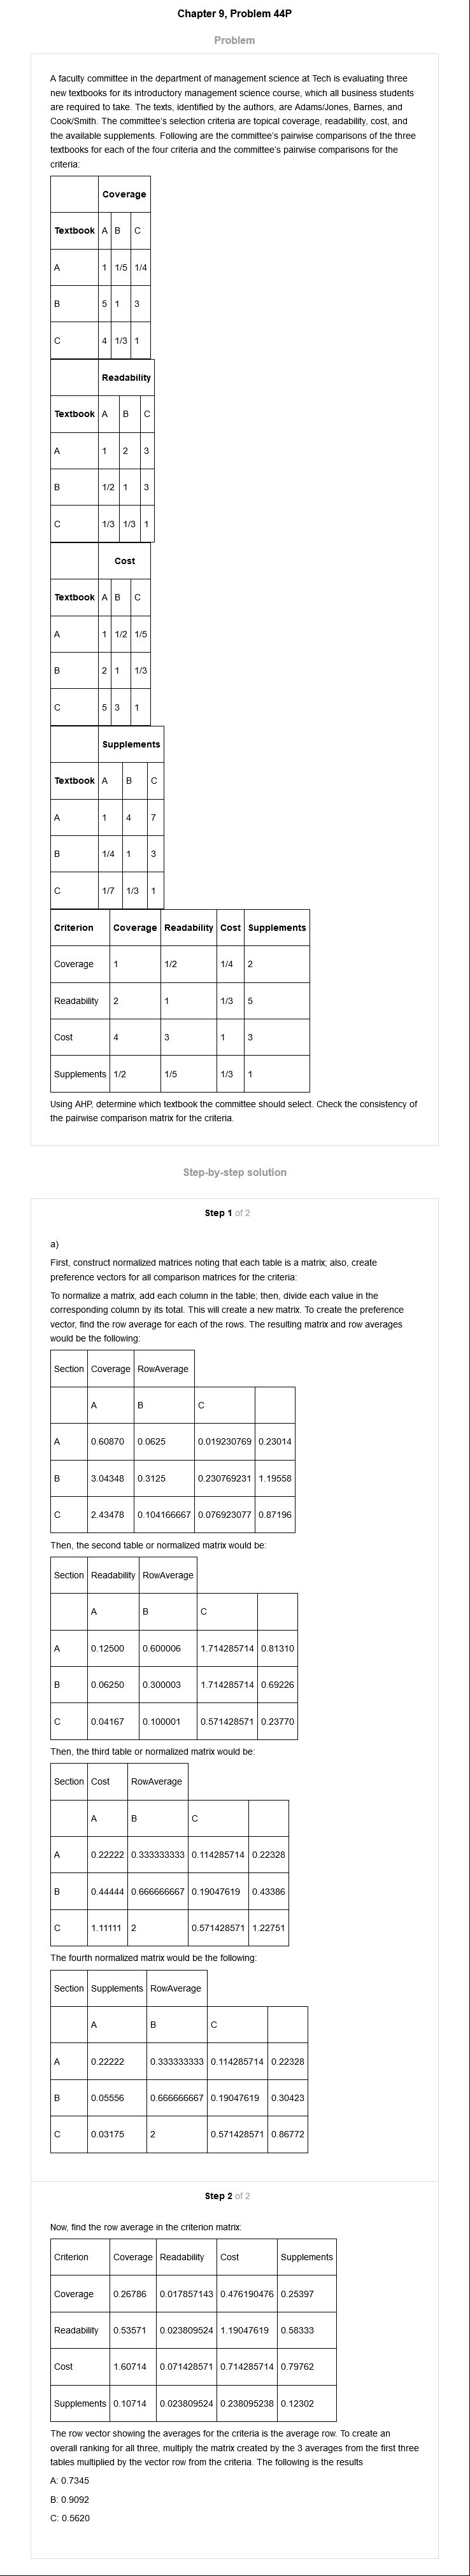 Chapter 9, Problem 44P
Problem
A faculty committee in the department of management science at Tech is evaluating three
new textbooks for its introductory management science course, which all business students
are required to take. The texts, identified by the authors, are Adams/Jones, Barnes, and
Cook/Smith. The committee's selection criteria are topical coverage, readability, cost, and
the available supplements. Following are the committee's pairwise comparisons of the three
textbooks for each of the four criteria and the committee's pairwise comparisons for the
criteria:
Coverage
Textbook A B C
A 1 1/5 1/4
B 5 1 3
C 4 1/3 1
Readability
Textbook A B C
A 1 2 3
B 1/2 1 3
C 1/3 1/3 1
Cost
Textbook A B C
A 1 1/2 1/5
B 2 1 1/3
C 5 3 1
Supplements
Textbook A B C
A 1 4 7
B 1/4 1 3
C 1/7 1/3 1
Criterion Coverage Readability Cost Supplements
Coverage 1 1/2 1/4 2
Readability 2 1 1/3 5
Cost 4 3 1 3
Supplements 1/2 1/5 1/3 1
Using AHP, determine which textbook the committee should select. Check the consistency of
the pairwise comparison matrix for the criteria.
Step-by-step solution
Step 1 of 2
a)
First, construct normalized matrices noting that each table is a matrix; also, create
preference vectors for all comparison matrices for the criteria:
To normalize a matrix, add each column in the table; then, divide each value in the
corresponding column by its total. This will create a new matrix. To create the preference
vector, find the row average for each of the rows. The resulting matrix and row averages
would be the following:
Section Coverage RowAverage
A B C
A 0.60870 0.0625 0.019230769 0.23014
B 3.04348 0.3125 0.230769231 1.19558
C 2.43478 0.104166667 0.076923077 0.87196
Then, the second table or normalized matrix would be:
Section Readability RowAverage
A B C
A 0.12500 0.600006 1.714285714 0.81310
B 0.06250 0.300003 1.714285714 0.69226
C 0.04167 0.100001 0.571428571 0.23770
Then, the third table or normalized matrix would be:
Section Cost RowAverage
A B C
A 0.22222 0.333333333 0.114285714 0.22328
B 0.44444 0.666666667 0.19047619 0.43386
C 1.11111 2 0.571428571 1.22751
The fourth normalized matrix would be the following:
Section Supplements RowAverage
A B C
A 0.22222 0.333333333 0.114285714 0.22328
B 0.05556 0.666666667 0.19047619 0.30423
C 0.03175 2 0.571428571 0.86772
Step 2 of 2
Now, find the row average in the criterion matrix:
Criterion Coverage Readability Cost Supplements
Coverage 0.26786 0.017857143 0.476190476 0.25397
Readability 0.53571 0.023809524 1.19047619 0.58333
Cost 1.60714 0.071428571 0.714285714 0.79762
Supplements 0.10714 0.023809524 0.238095238 0.12302
The row vector showing the averages for the criteria is the average row. To create an
overall ranking for all three, multiply the matrix created by the 3 averages from the first three
tables multiplied by the vector row from the criteria. The following is the results
A: 0.7345
B: 0.9092
C: 0.5620